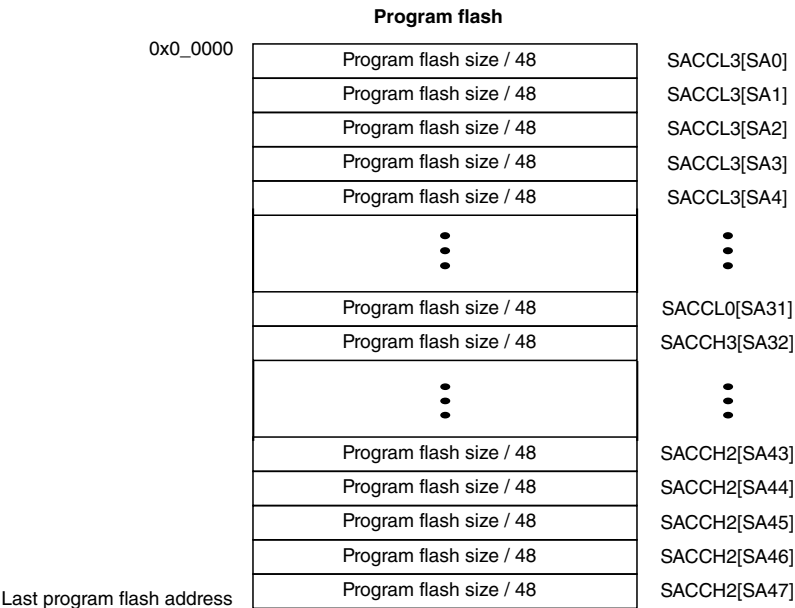 Program flash
0x0_0000
Program flash size / 48 SACCL3[SA0]
Program flash size / 48 SACCL3[SA1]
Program flash size / 48 SACCL3[SA2]
Program flash size / 48 SACCL3[SA3]
Program flash size / 48 SACCL3[SA4]
Program flash size / 48 SACCL0[SA31]
Program flash size / 48 SACCH3[SA32]
Program flash size / 48 SACCH2[SA43]
Program flash size / 48 SACCH2[SA44]
Program flash size / 48 SACCH2[SA45]
Program flash size / 48 SACCH2[SA46]
Program flash size / 48 SACCH2[SA47]
Last program flash address